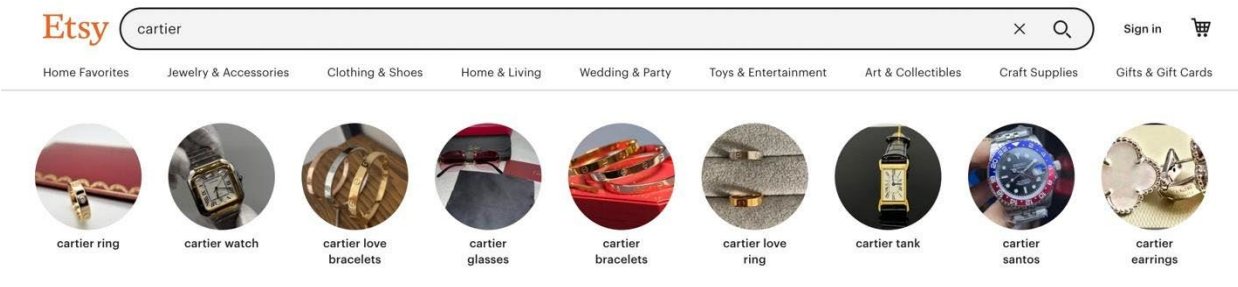 Etsy
cartier
Sign in
Home Favorites
Jewelry & Accessories
Clothing & Shoes
Home & Living
Wedding & Party
Toys & Entertainment
Art & Collectibles
Craft Supplies
Gifts & Gift Cards
cartier ring
cartier watch
cartier love
bracelets
cartier
glasses
cartier
bracelets
cartier love
ring
cartier tank
cartier
santos
cartier
earrings